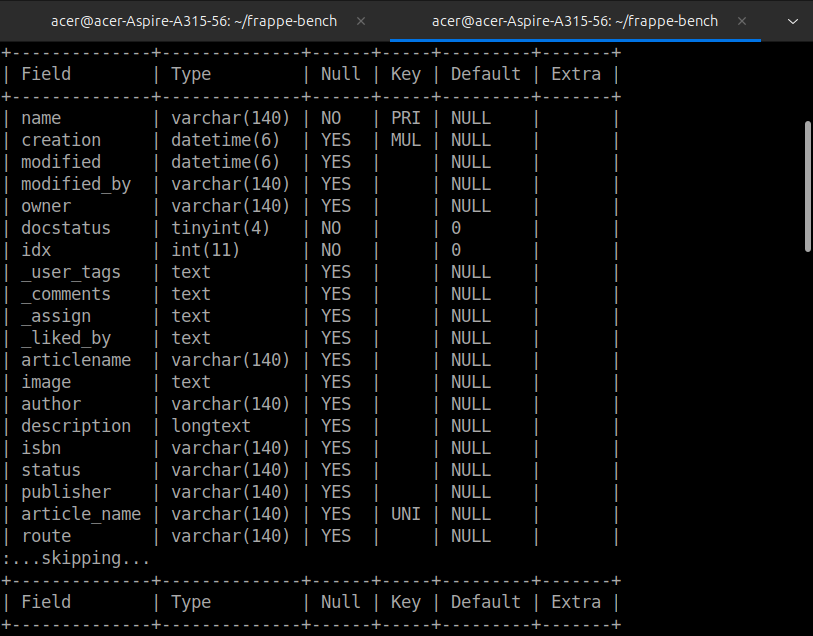 acer@acer-Aspire-A315-56: ~/frappe-bench × acer@acer-Aspire-A315-56: ~/frappe-bench ×
+--------------+--------------+------+-----+---------+-------+
| Field        | Type         | Null | Key | Default | Extra |
+--------------+--------------+------+-----+---------+-------+
| name         | varchar(140) | NO   | PRI | NULL    |       |
| creation     | datetime(6)  | YES  | MUL | NULL    |       |
| modified     | datetime(6)  | YES  |     | NULL    |       |
| modified_by  | varchar(140) | YES  |     | NULL    |       |
| owner        | varchar(140) | YES  |     | NULL    |       |
| docstatus    | tinyint(4)   | NO   |     | 0       |       |
| idx          | int(11)      | NO   |     | 0       |       |
| _user_tags   | text         | YES  |     | NULL    |       |
| _comments    | text         | YES  |     | NULL    |       |
| _assign      | text         | YES  |     | NULL    |       |
| _liked_by    | text         | YES  |     | NULL    |       |
| articlename  | varchar(140) | YES  |     | NULL    |       |
| image        | text         | YES  |     | NULL    |       |
| author       | varchar(140) | YES  |     | NULL    |       |
| description  | longtext     | YES  |     | NULL    |       |
| isbn         | varchar(140) | YES  |     | NULL    |       |
| status       | varchar(140) | YES  |     | NULL    |       |
| publisher    | varchar(140) | YES  |     | NULL    |       |
| article_name | varchar(140) | YES  | UNI | NULL    |       |
| route        | varchar(140) | YES  |     | NULL    |       |
:...skipping...
+--------------+--------------+------+-----+---------+-------+
| Field        | Type         | Null | Key | Default | Extra |
+--------------+--------------+------+-----+---------+-------+